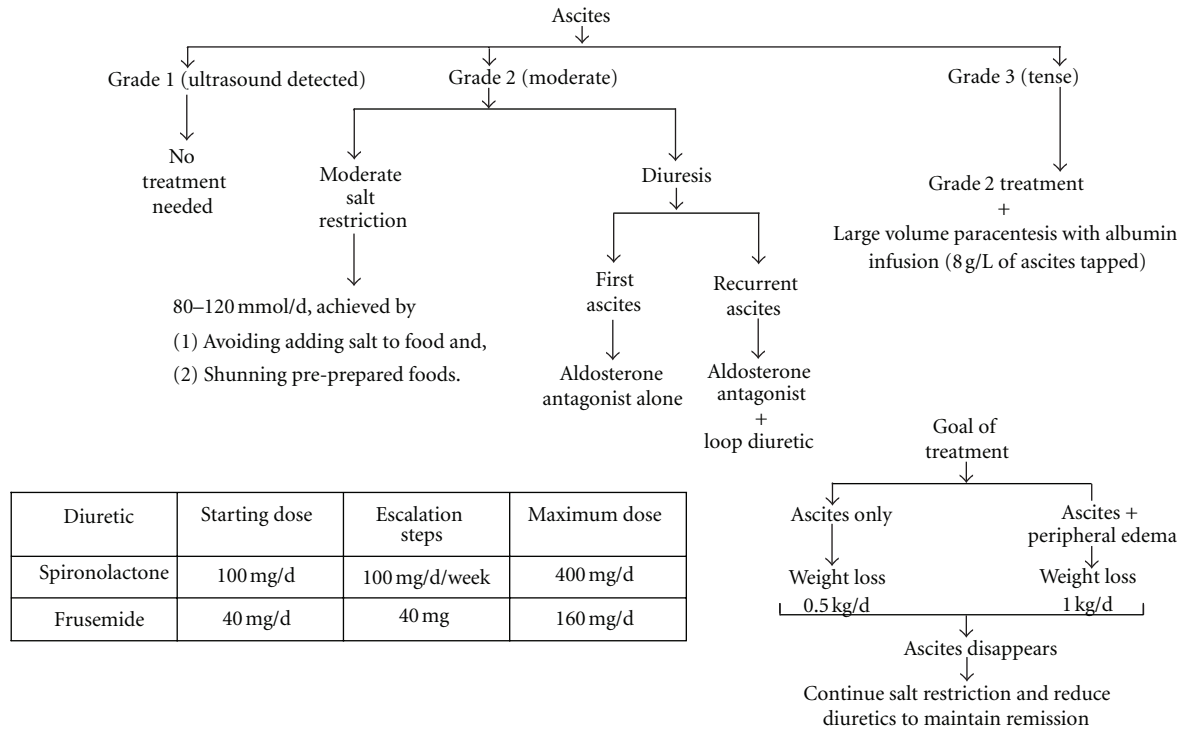 Ascites
Grade 1 (ultrasound detected)
Grade 2 (moderate)
Grade 3 (tense)
No
treatment
needed
Moderate
salt
restriction
80–120 mmol/d, achieved by
(1) Avoiding adding salt to food and,
(2) Shunning pre-prepared foods.
Diuresis
First
ascites
Aldosterone
antagonist alone
Recurrent
ascites
Aldosterone
antagonist
+
loop diuretic
Grade 2 treatment
+
Large volume paracentesis with albumin
infusion (8 g/L of ascites tapped)
Diuretic
Starting dose
Escalation
steps
Maximum dose
Spironolactone
100 mg/d
100 mg/d/week
400 mg/d
Frusemide
40 mg/d
40 mg
160 mg/d
Goal of
treatment
Ascites only
Weight loss
0.5 kg/d
Ascites +
peripheral edema
Weight loss
1 kg/d
Ascites disappears
Continue salt restriction and reduce
diuretics to maintain remission